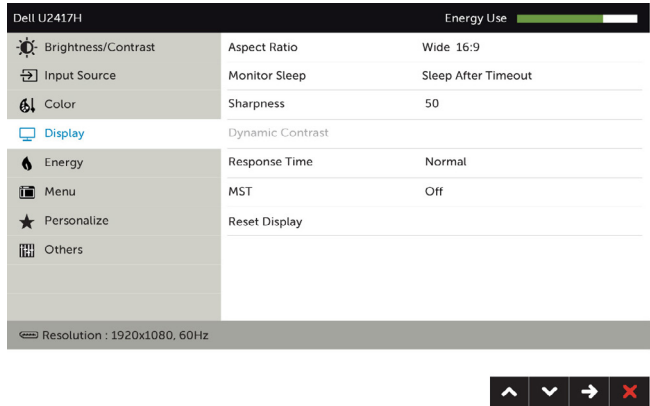 Dell U2417H Energy Use
Brightness/Contrast Aspect Ratio Wide 16:9
Input Source Monitor Sleep Sleep After Timeout
Color Sharpness 50
Display Dynamic Contrast
Energy Response Time Normal
Menu MST Off
Personalize Reset Display
Others
Resolution : 1920x1080, 60Hz